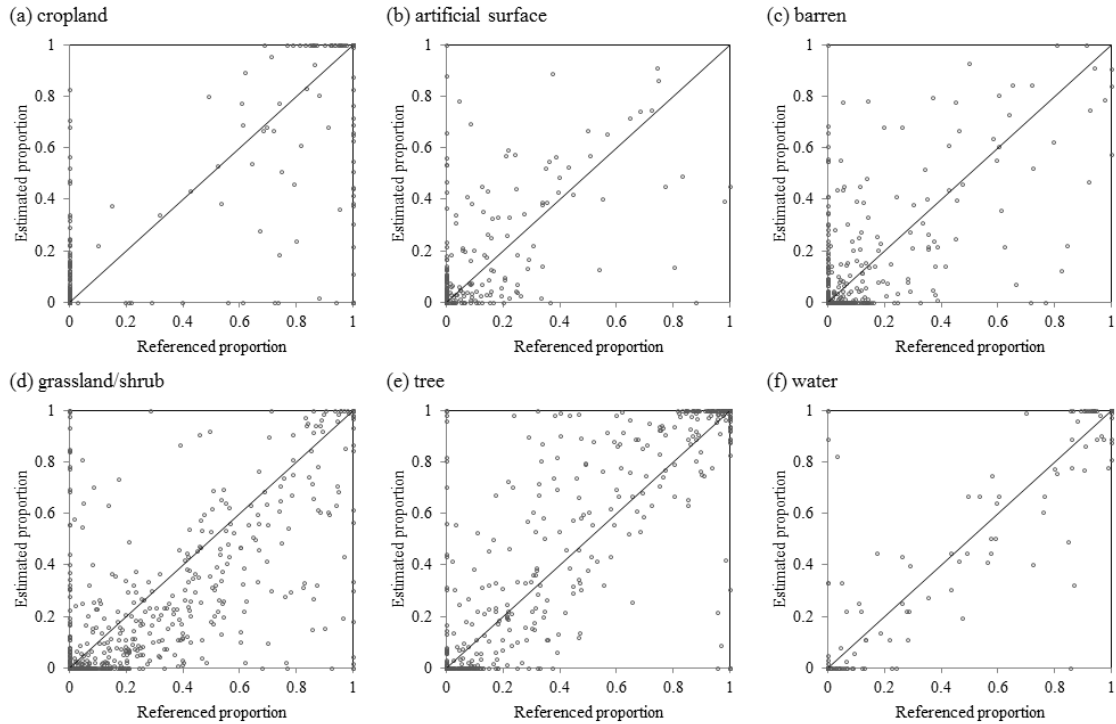 (a) cropland
(b) artificial surface
(c) barren
1
0.8
0.6
0.4
0.2
0
Estimated proportion
0 0.2 0.4 0.6 0.8 1
Referenced proportion
1
0.8
0.6
0.4
0.2
0
Estimated proportion
0 0.2 0.4 0.6 0.8 1
Referenced proportion
1
0.8
0.6
0.4
0.2
0
Estimated proportion
0 0.2 0.4 0.6 0.8 1
Referenced proportion
(d) grassland/shrub
(e) tree
(f) water
1
0.8
0.6
0.4
0.2
0
Estimated proportion
0 0.2 0.4 0.6 0.8 1
Referenced proportion
1
0.8
0.6
0.4
0.2
0
Estimated proportion
0 0.2 0.4 0.6 0.8 1
Referenced proportion
1
0.8
0.6
0.4
0.2
0
Estimated proportion
0 0.2 0.4 0.6 0.8 1
Referenced proportion